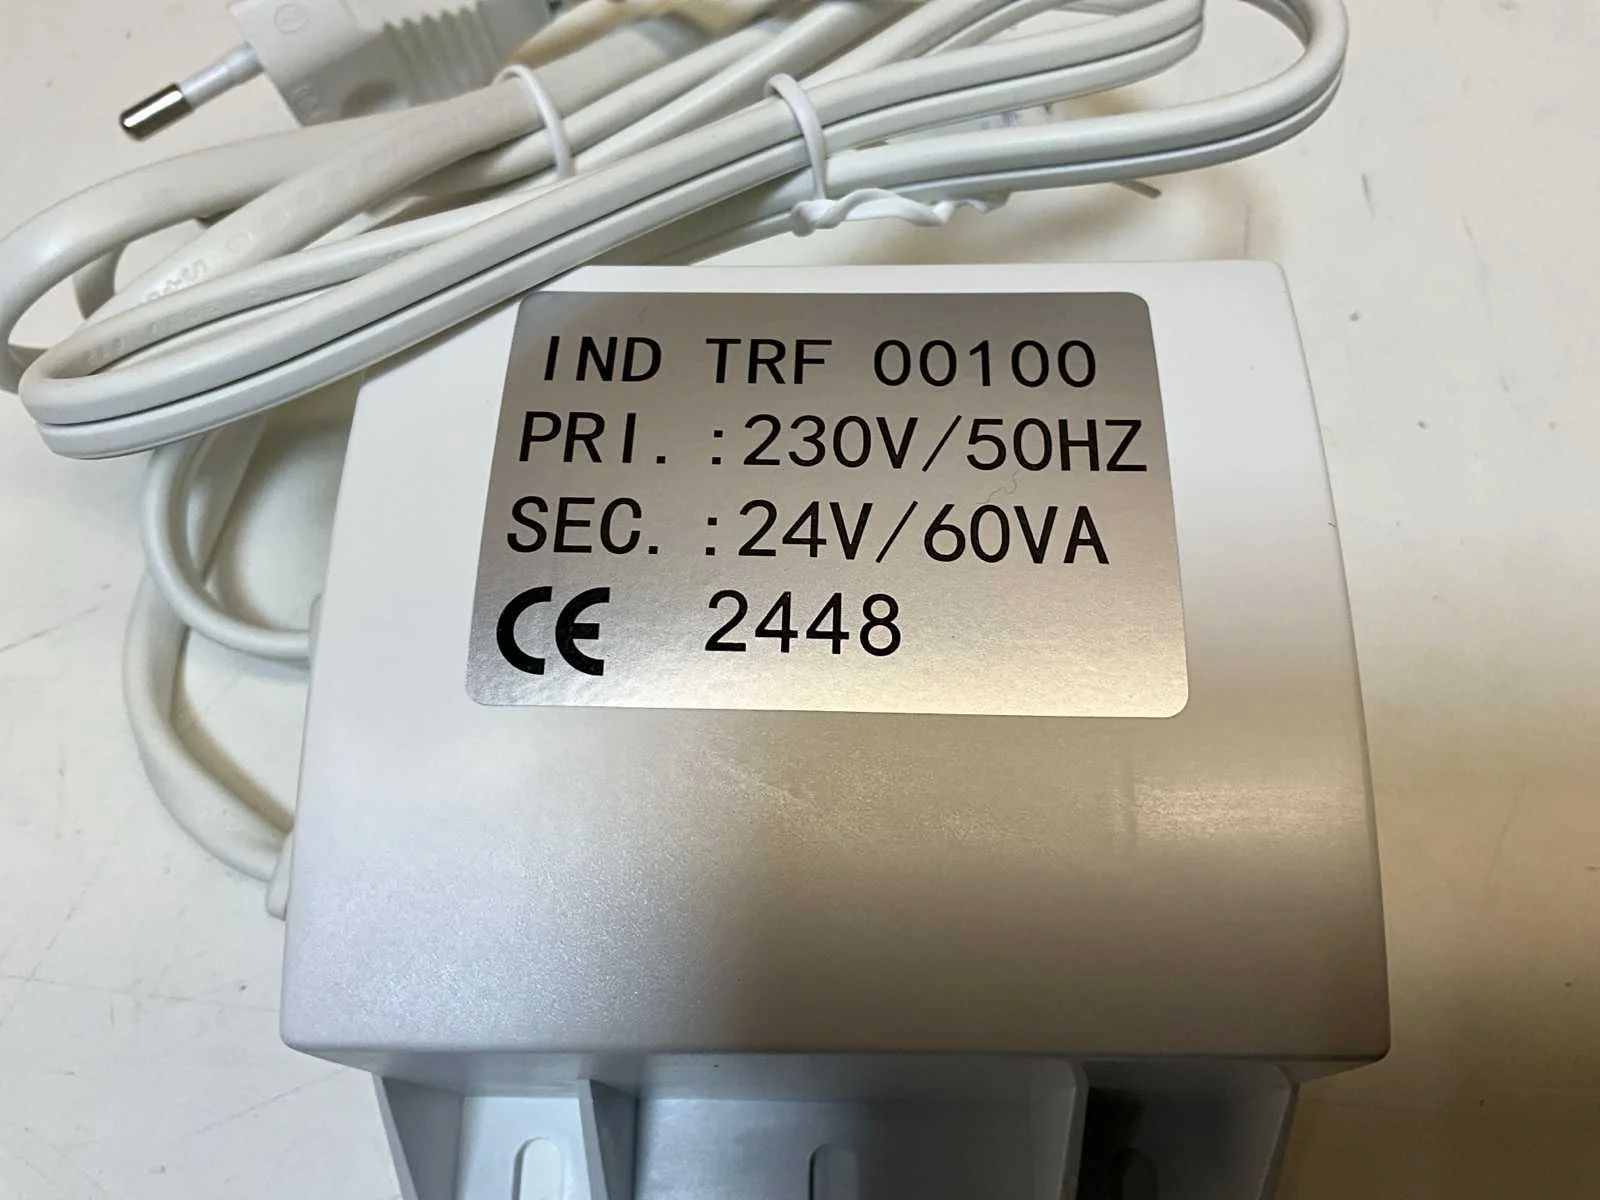 IND TRF 00100
PRI.:230V/50HZ
SEC.:24V/60VA
CE 2448